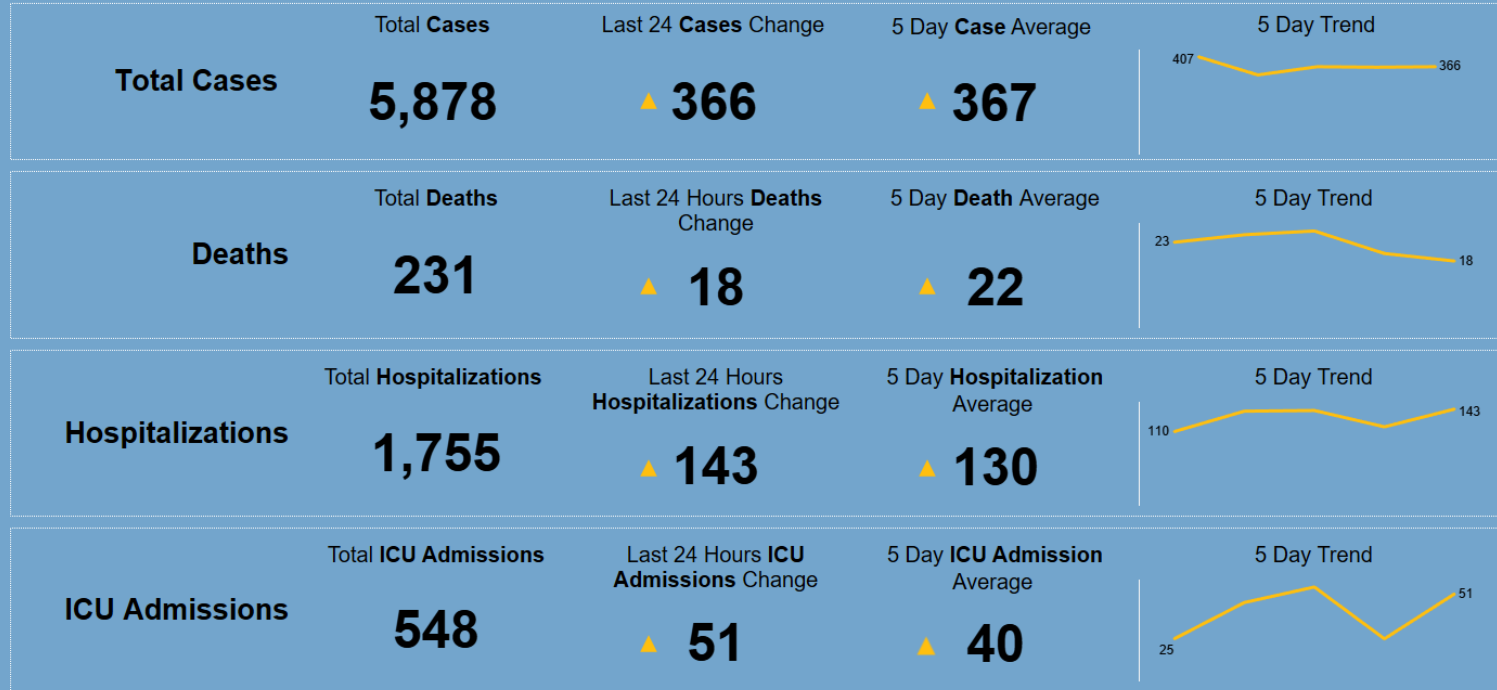 Total Cases
Total Cases
5,878
Last 24 Cases Change
▲ 366
5 Day Case Average
▲ 367
5 Day Trend
407
366
Deaths
Total Deaths
231
Last 24 Hours Deaths
Change
▲ 18
5 Day Death Average
▲ 22
5 Day Trend
23
18
Hospitalizations
Total Hospitalizations
1,755
Last 24 Hours
Hospitalizations Change
▲ 143
5 Day Hospitalization
Average
▲ 130
5 Day Trend
110
143
ICU Admissions
Total ICU Admissions
548
Last 24 Hours ICU
Admissions Change
▲ 51
5 Day ICU Admission
Average
▲ 40
5 Day Trend
25
51